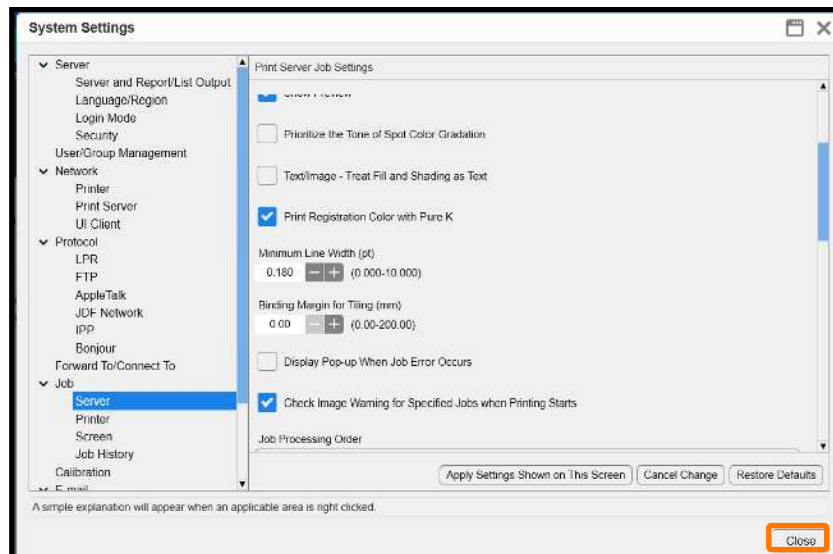 System Settings
Server
Server and Report/List Output
Language/Region
Login Mode
Security
User/Group Management
Network
Printer
Print Server
UI Client
Protocol
LPR
FTP
AppleTalk
JDF Network
IPP
Bonjour
Forward To/Connect To
Job
Server
Printer
Screen
Job History
Calibration
E-mail
Print Server Job Settings
Show Preview
Prioritize the Tone of Spot Color Gradation
Text/Image - Treat Fill and Shading as Text
Print Registration Color with Pure K
Minimum Line Width (pt)
0.180 − + (0.000-10.000)
Binding Margin for Tiling (mm)
0.00 − + (0.00-200.00)
Display Pop-up When Job Error Occurs
Check Image Warning for Specified Jobs when Printing Starts
Job Processing Order
Apply Settings Shown on This Screen Cancel Change Restore Defaults
A simple explanation will appear when an applicable area is right clicked.
Close